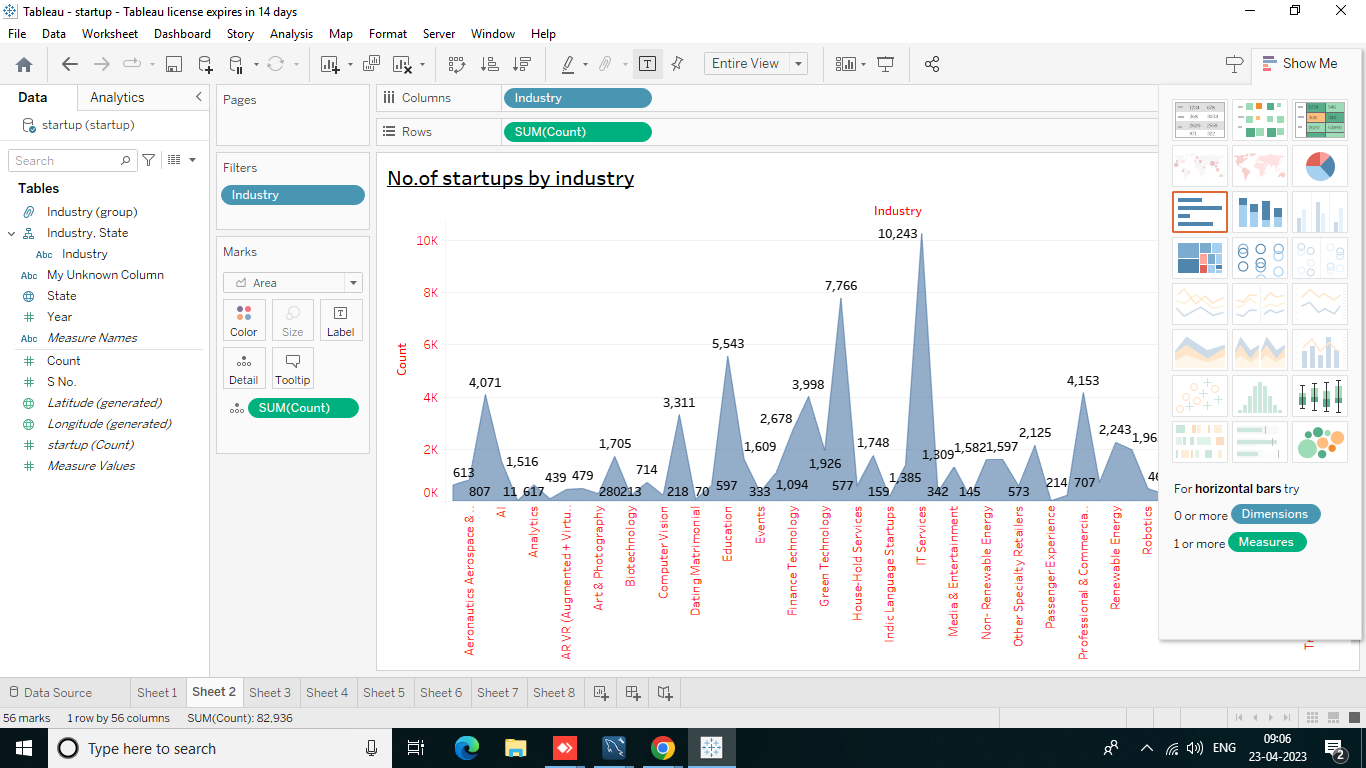 Tableau - startup - Tableau license expires in 14 days
File Data Worksheet Dashboard Story Analysis Map Format Server Window Help
Entire View
Show Me
Data Analytics
startup (startup)
Search
Tables
Industry (group)
Industry, State
Abc Industry
Abc My Unknown Column
State
Year
Abc Measure Names
Count
S No.
Latitude (generated)
Longitude (generated)
startup (Count)
Measure Values
Pages
Filters
Industry
Marks
Area
Color Size Label
Detail Tooltip
SUM(Count)
Columns Industry
Rows SUM(Count)
No.of startups by industry
Industry
Count
10K
8K
6K
4K
2K
0K
10,243
7,766
5,543
4,071 3,998 4,153
3,311
2,678
1,705 1,609 1,748 1,582 1,597 2,125 2,243 1,96
613 1,516 439 479 714 1,926 1,385 1,309 214 46
807 11 617 280 213 218 70 597 333 1,094 577 159 342 145 573 707
Aeronautics Aerospace & ..
AI
Analytics
AR VR (Augmented + Virtu..
Art & Photography
Biotechnology
Computer Vision
Dating Matrimonial
Education
Events
Finance Technology
Green Technology
House-Hold Services
Indic Language Startups
IT Services
Media & Entertainment
Non- Renewable Energy
Other Specialty Retailers
Passenger Experience
Professional & Commercia..
Renewable Energy
Robotics
Tr
For horizontal bars try
0 or more Dimensions
1 or more Measures
Data Source Sheet 1 Sheet 2 Sheet 3 Sheet 4 Sheet 5 Sheet 6 Sheet 7 Sheet 8
56 marks 1 row by 56 columns SUM(Count): 82,936
Type here to search
ENG
09:06
23-04-2023
2